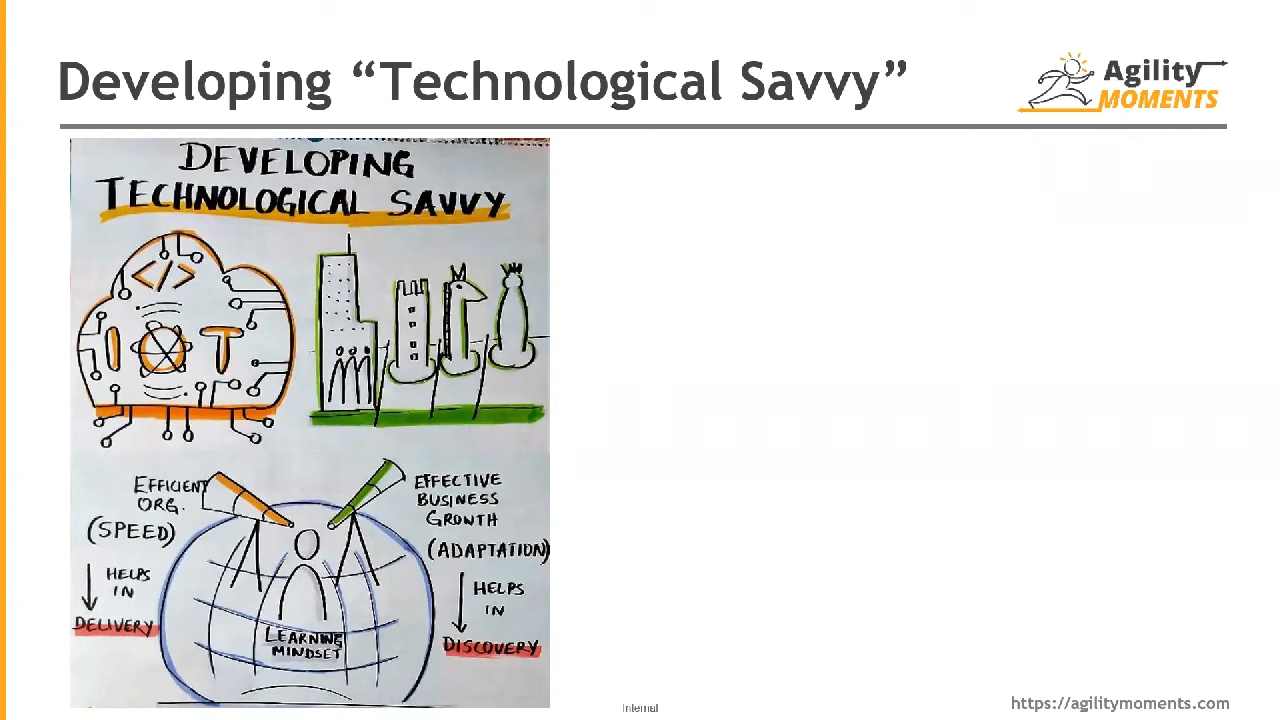 Developing “Technological Savvy”
Agility
MOMENTS
DEVELOPING
TECHNOLOGICAL SAVVY
</>
IOT
EFFICIENT
ORG.
(SPEED)
HELPS
IN
DELIVERY
EFFECTIVE
BUSINESS
GROWTH
(ADAPTATION)
HELPS
IN
DISCOVERY
LEARNING
MINDSET
Internal
https://agilitymoments.com